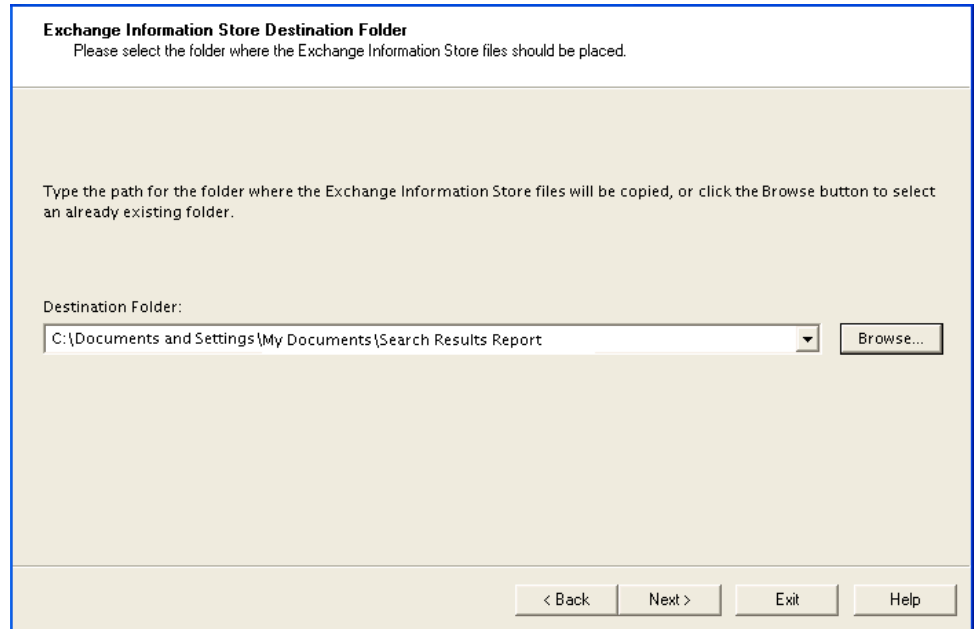 Exchange Information Store Destination Folder
Please select the folder where the Exchange Information Store files should be placed.
Type the path for the folder where the Exchange Information Store files will be copied, or click the Browse button to select
an already existing folder.
Destination Folder:
C:\Documents and Settings\My Documents\Search Results Report
Browse...
< Back
Next >
Exit
Help